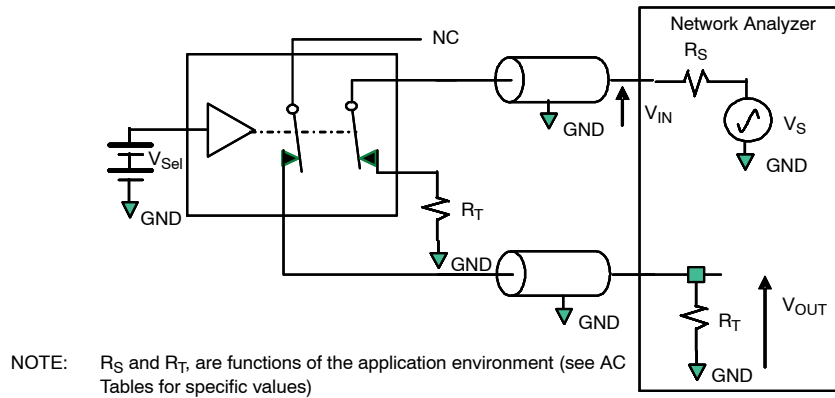 Network Analyzer
NC
R_S
V_IN
V_S
GND
GND
V_Sel
GND
R_T
GND
GND
R_T
V_OUT
GND
NOTE: R_S and R_T, are functions of the application environment (see AC
Tables for specific values)